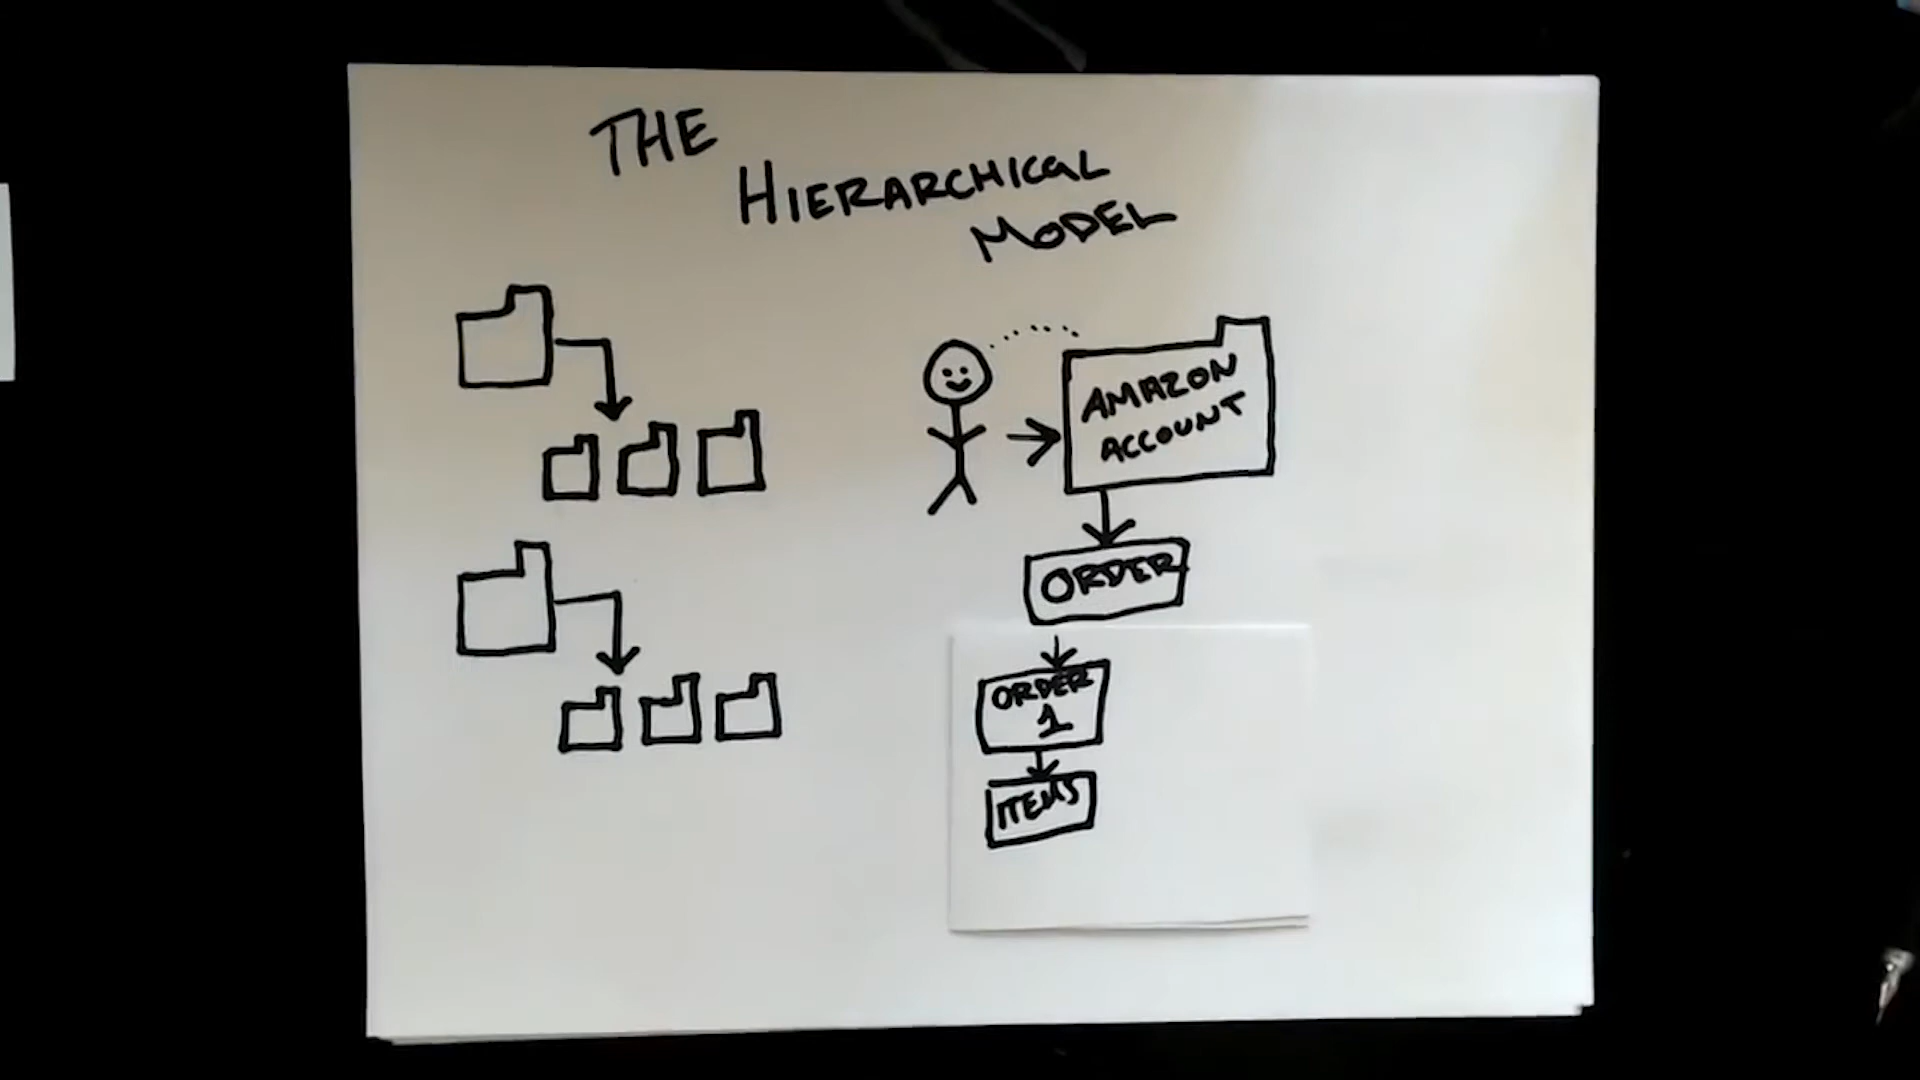 THE
HIERARCHICAL
MODEL
AMAZON
ACCOUNT
ORDER
ORDER
1
ITEMS